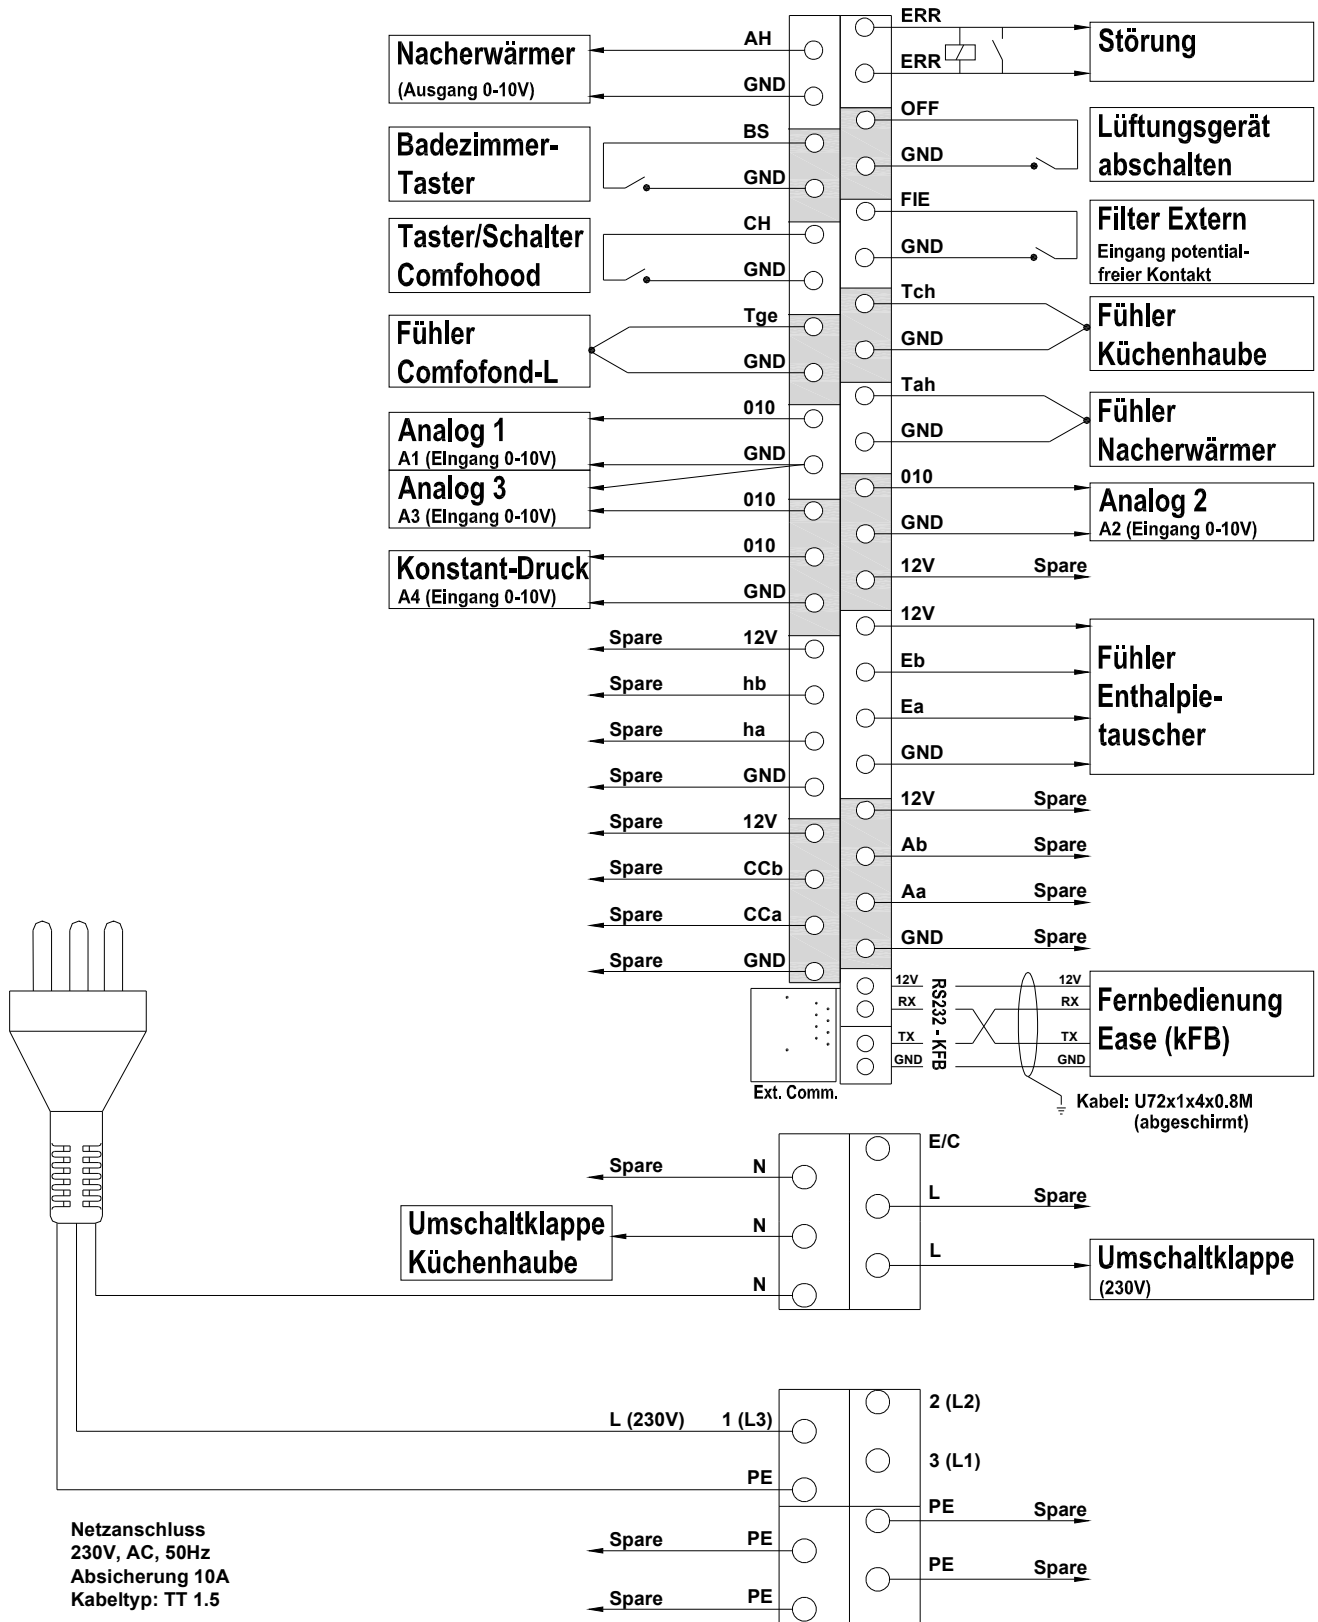 Nacherwärmer
(Ausgang 0-10V)
AH
GND
Badezimmer-
Taster
BS
GND
Taster/Schalter
Comfohood
CH
GND
Fühler
Comfofond-L
Tge
GND
Analog 1
A1 (EIngang 0-10V)
010
GND
Analog 3
A3 (EIngang 0-10V)
010
Konstant-Druck
A4 (Eingang 0-10V)
010
GND
Spare 12V
Spare hb
Spare ha
Spare GND
Spare 12V
Spare CCb
Spare CCa
Spare GND
Ext. Comm.
ERR
ERR
Störung
OFF
GND
Lüftungsgerät
abschalten
FIE
GND
Filter Extern
Eingang potential-
freier Kontakt
Tch
GND
Fühler
Küchenhaube
Tah
GND
Fühler
Nacherwärmer
010
GND
Analog 2
A2 (Eingang 0-10V)
12V Spare
12V
Eb
Ea
GND
Fühler
Enthalpie-
tauscher
12V Spare
Ab Spare
Aa Spare
GND Spare
12V
RX
TX
GND
RS232 - KFB
12V
RX
TX
GND
Fernbedienung
Ease (kFB)
Kabel: U72x1x4x0.8M
(abgeschirmt)
Spare N
Umschaltklappe
Küchenhaube
N
N
E/C
L Spare
L
Umschaltklappe
(230V)
L (230V) 1 (L3)
PE
2 (L2)
3 (L1)
Spare PE
Spare PE
PE Spare
PE Spare
Netzanschluss
230V, AC, 50Hz
Absicherung 10A
Kabeltyp: TT 1.5